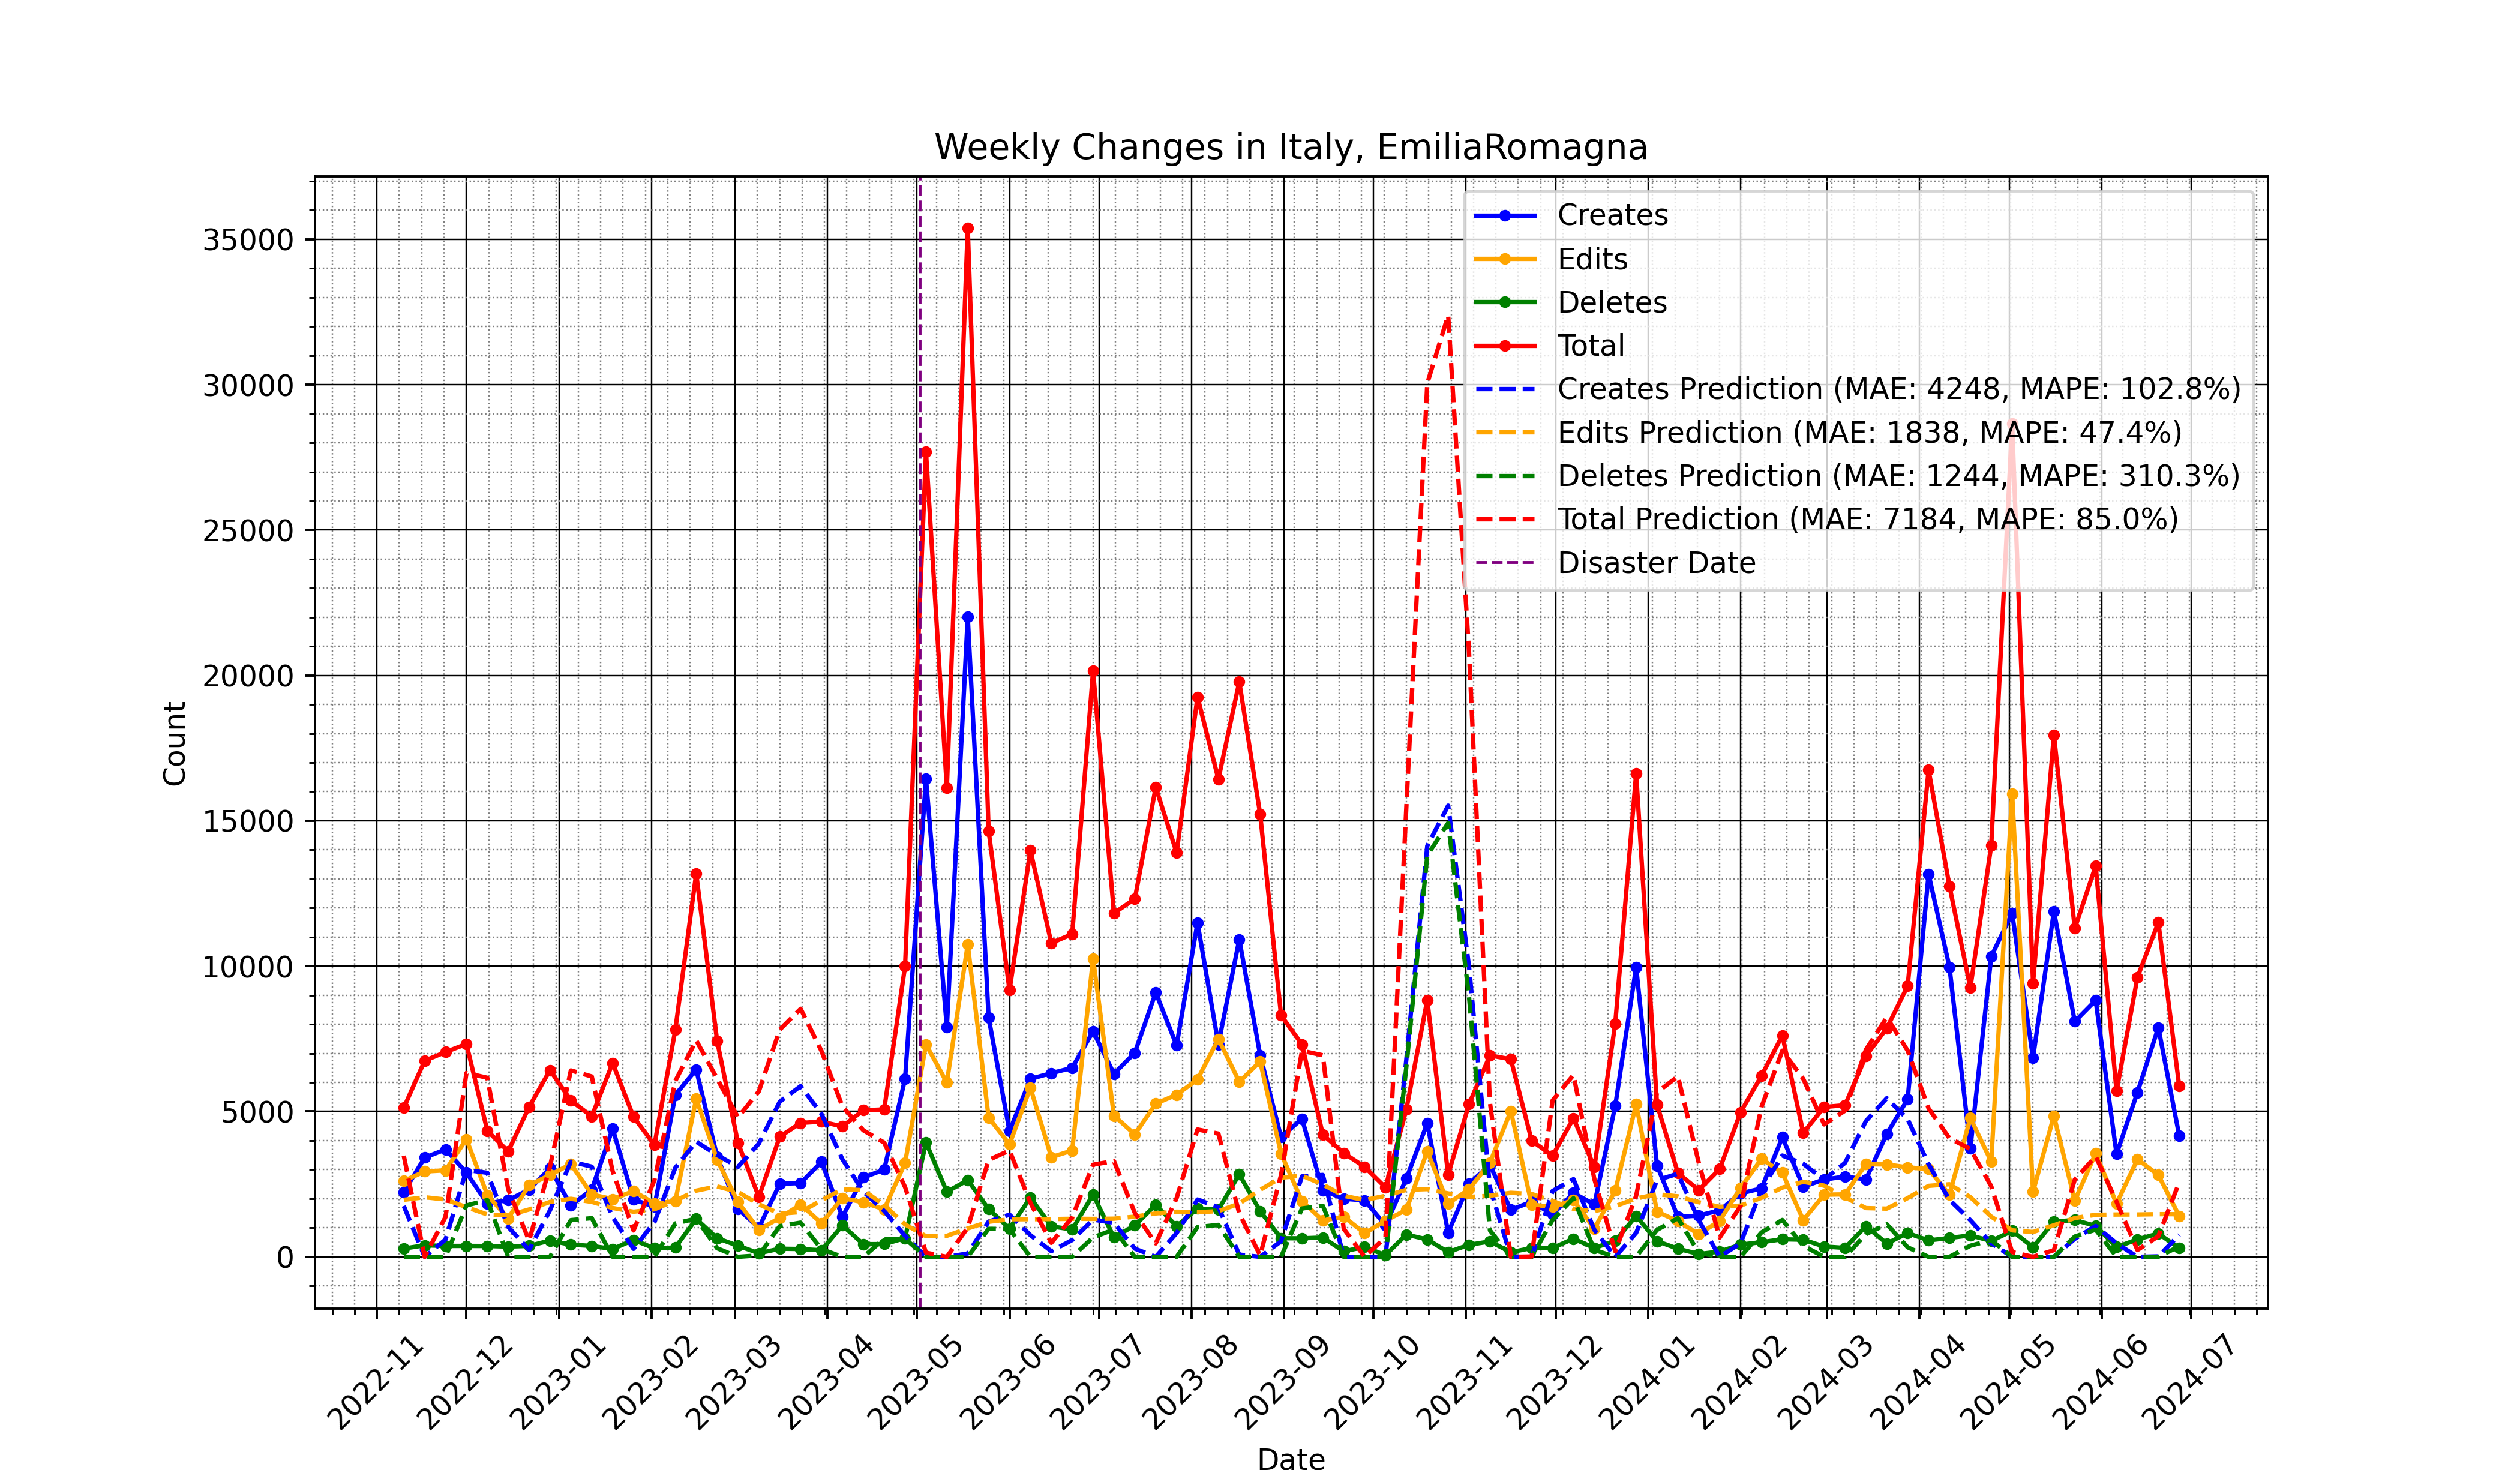 Weekly Changes in Italy, EmiliaRomagna
Count
35000
30000
25000
20000
15000
10000
5000
0
Creates
Edits
Deletes
Total
Creates Prediction (MAE: 4248, MAPE: 102.8%)
Edits Prediction (MAE: 1838, MAPE: 47.4%)
Deletes Prediction (MAE: 1244, MAPE: 310.3%)
Total Prediction (MAE: 7184, MAPE: 85.0%)
Disaster Date
2022-11
2022-12
2023-01
2023-02
2023-03
2023-04
2023-05
2023-06
2023-07
2023-08
2023-09
2023-10
2023-11
2023-12
2024-01
2024-02
2024-03
2024-04
2024-05
2024-06
2024-07
Date